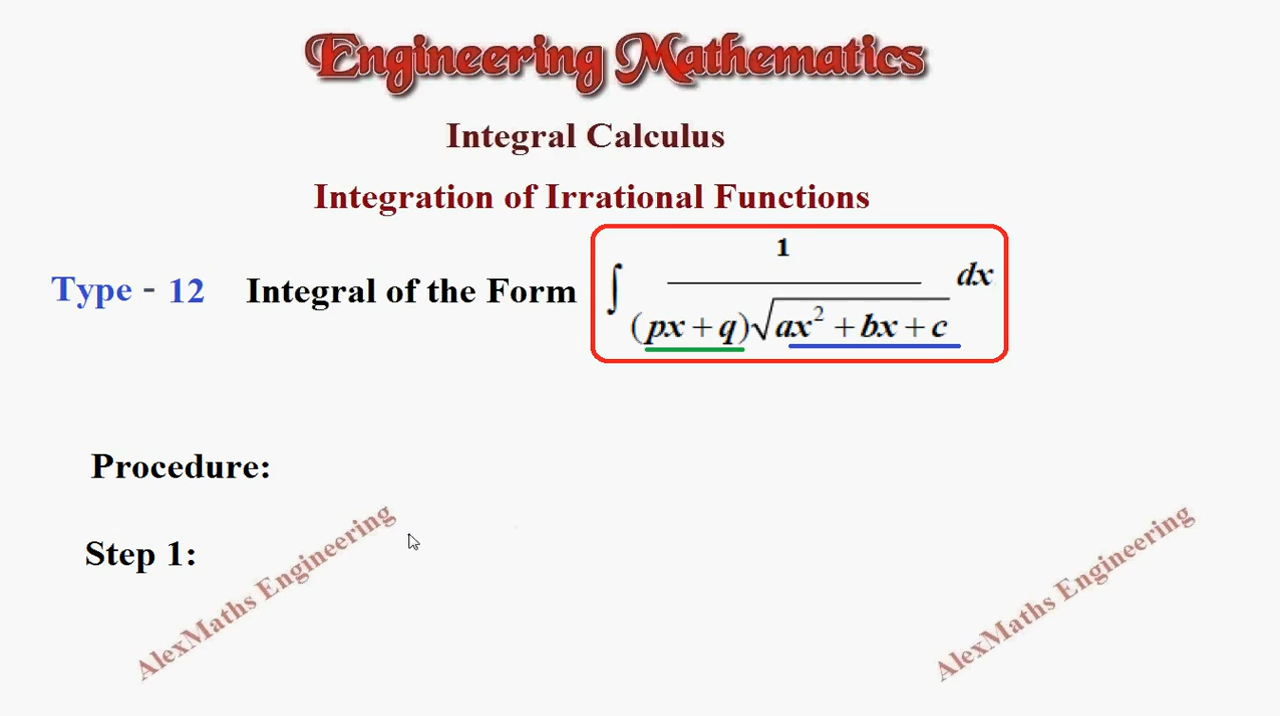 Engineering Mathematics
Integral Calculus
Integration of Irrational Functions
Type - 12 Integral of the Form ∫ 1 / ((px + q)√(ax² + bx + c)) dx
Procedure:
Step 1:
AlexMaths Engineering
AlexMaths Engineering